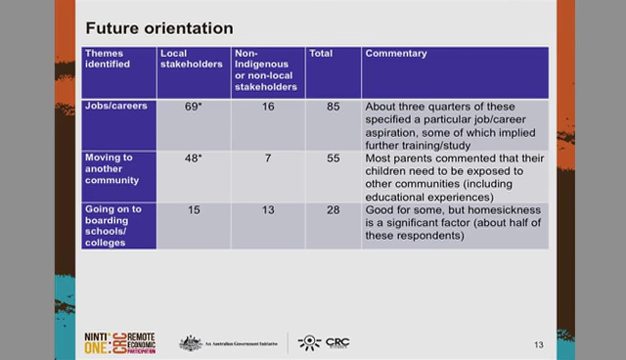 Future orientation
Themes identified
Local stakeholders
Non-Indigenous or non-local stakeholders
Total
Commentary
Jobs/careers
69*
16
85
About three quarters of these
specified a particular job/career
aspiration, some of which implied
further training/study
Moving to another community
48*
7
55
Most parents commented that their
children need to be exposed to
other communities (including
educational experiences)
Going on to boarding schools/ colleges
15
13
28
Good for some, but homesickness
is a significant factor (about half of
these respondents)
NINTI ONE:
CRC
REMOTE ECONOMIC PARTICIPATION
An Australian Government Initiative
CRC
13